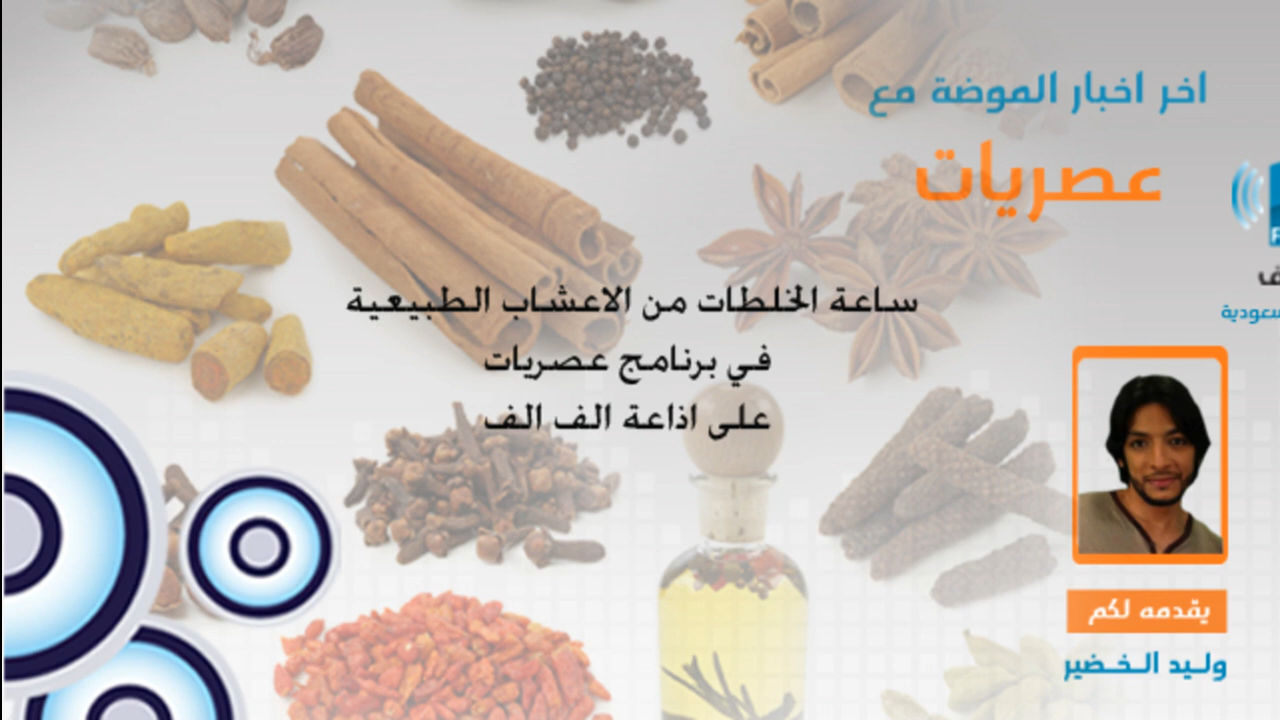 اخر اخبار الموضة مع
عصريات
ساعة الخلطات من الاعشاب الطبيعية
في برنامج عصريات
على اذاعة الف الف
يقدمه لكم
وليد الخضير